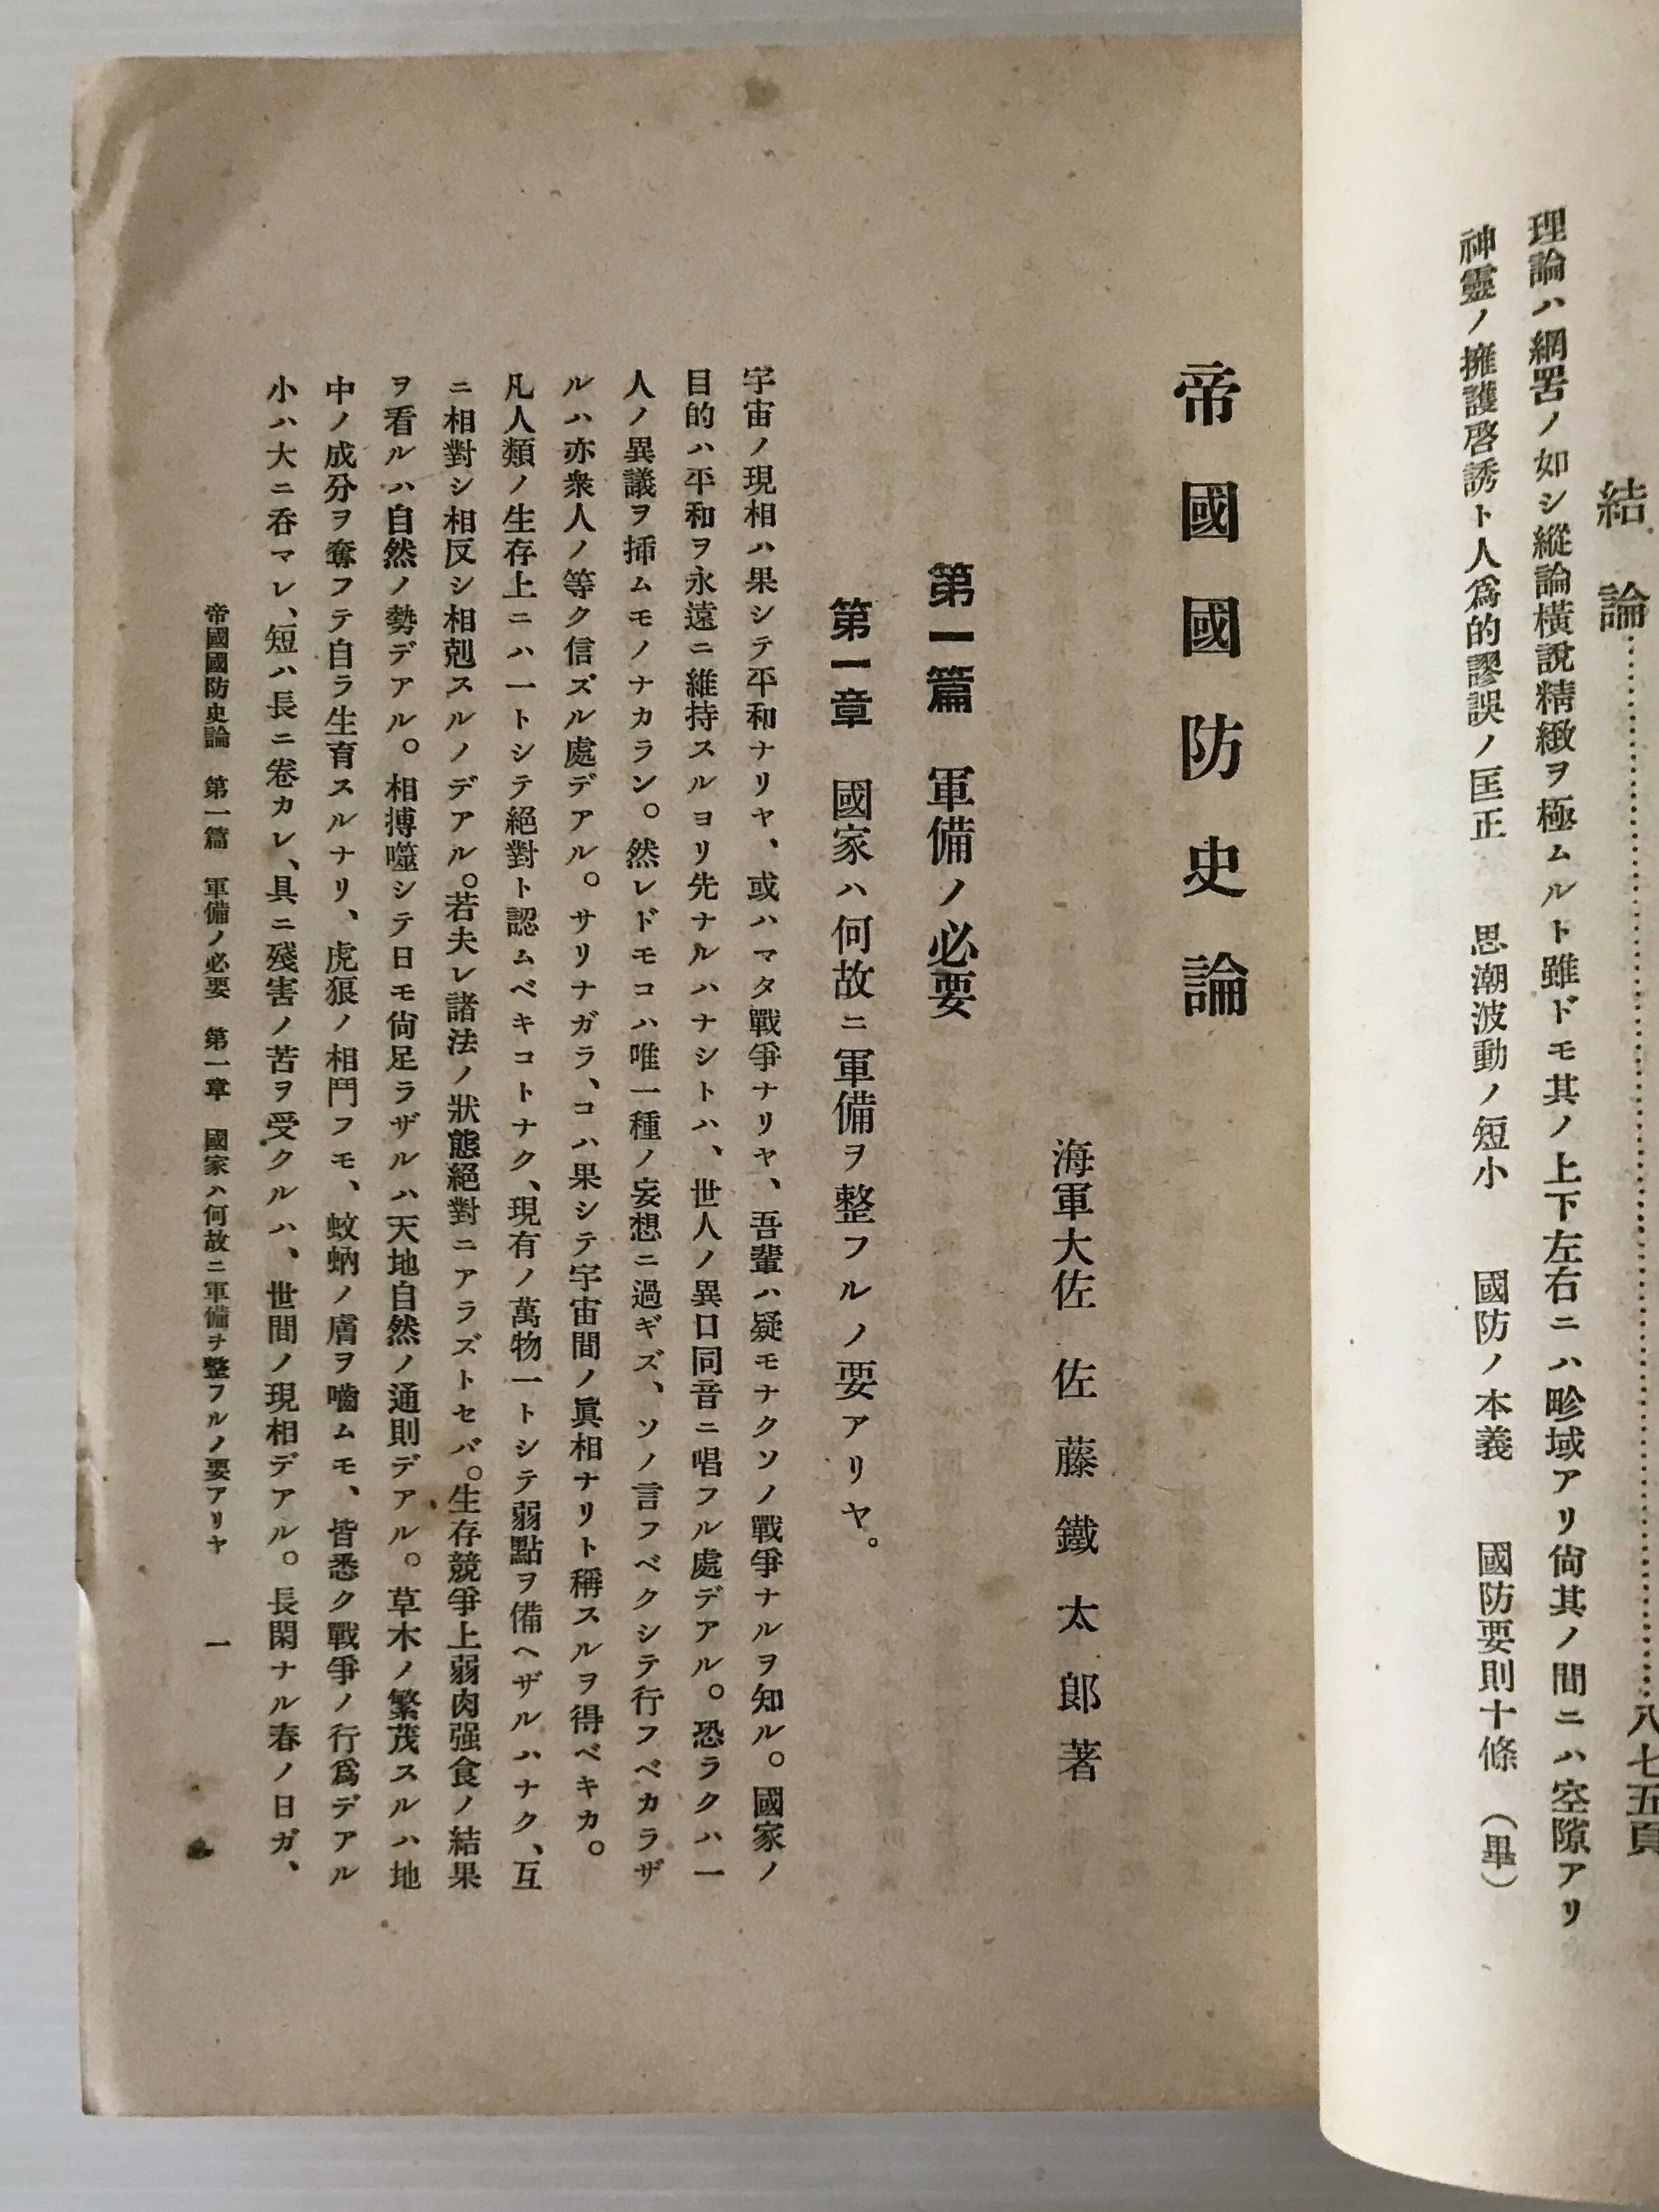 結論‥‥‥‥‥‥‥‥八七五頁
理論ハ網罟ノ如シ縱論橫說精緻ヲ極ムルト雖ドモ其ノ上下左右ニハ畛域アリ尙其ノ間ニハ空隙アリ
神靈ノ擁護啓誘ト人爲的謬誤ノ匡正　思潮波動ノ短小　國防ノ本義　國防要則十條　（畢）
帝國國防史論
海軍大佐　佐藤鐵太郎著
第一篇　軍備ノ必要
第一章　國家ハ何故ニ軍備ヲ整フルノ要アリヤ。
宇宙ノ現相ハ果シテ平和ナリヤ、或ハマタ戰爭ナリヤ、吾輩ハ疑モナクソノ戰爭ナルヲ知ル。國家ノ
目的ハ平和ヲ永遠ニ維持スルヨリ先ナルハナシトハ、世人ノ異口同音ニ唱フル處デアル。恐ラクハ一
人ノ異議ヲ揷ムモノナカラン。然レドモコハ唯一種ノ妄想ニ過ギズ、ソノ言フベクシテ行フベカラザ
ルハ亦衆人ノ等ク信ズル處デアル。サリナガラ、コハ果シテ宇宙間ノ眞相ナリト稱スルヲ得ベキカ。
凡人類ノ生存上ニハ一トシテ絕對ト認ムベキコトナク、現有ノ萬物一トシテ弱點ヲ備ヘザルハナク、互
ニ相對シ相反シ相剋スルノデアル。若夫レ諸法ノ狀態絕對ニアラズトセバ。生存競爭上弱肉强食ノ結果
ヲ看ルハ自然ノ勢デアル。相搏噬シテ日モ尙足ラザルハ天地自然ノ通則デアル。草木ノ繁茂スルハ地
中ノ成分ヲ奪フテ自ラ生育スルナリ、虎狼ノ相鬥フモ、蚊蚋ノ膚ヲ嚙ムモ、皆悉ク戰爭ノ行爲デアル
小ハ大ニ呑マレ、短ハ長ニ卷カレ、具ニ殘害ノ苦ヲ受クルハ、世間ノ現相デアル。長閑ナル春ノ日ガ、
帝國國防史論　第一篇　軍備ノ必要　第一章　國家ハ何故ニ軍備ヲ整フルノ要アリヤ　一